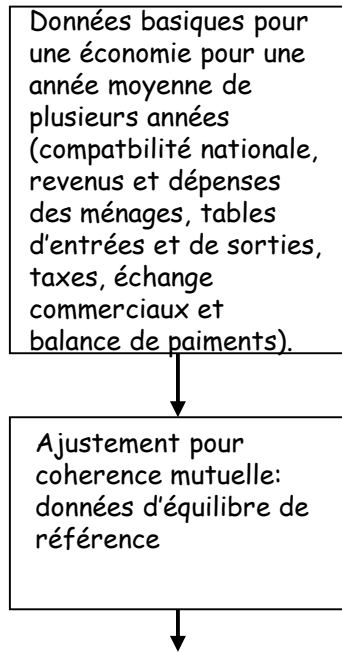 Données basiques pour
une économie pour une
année moyenne de
plusieurs années
(compatbilité nationale,
revenus et dépenses
des ménages, tables
d'entrées et de sorties,
taxes, échange
commerciaux et
balance de paiments).
Ajustement pour
coherence mutuelle:
données d'équilibre de
référence